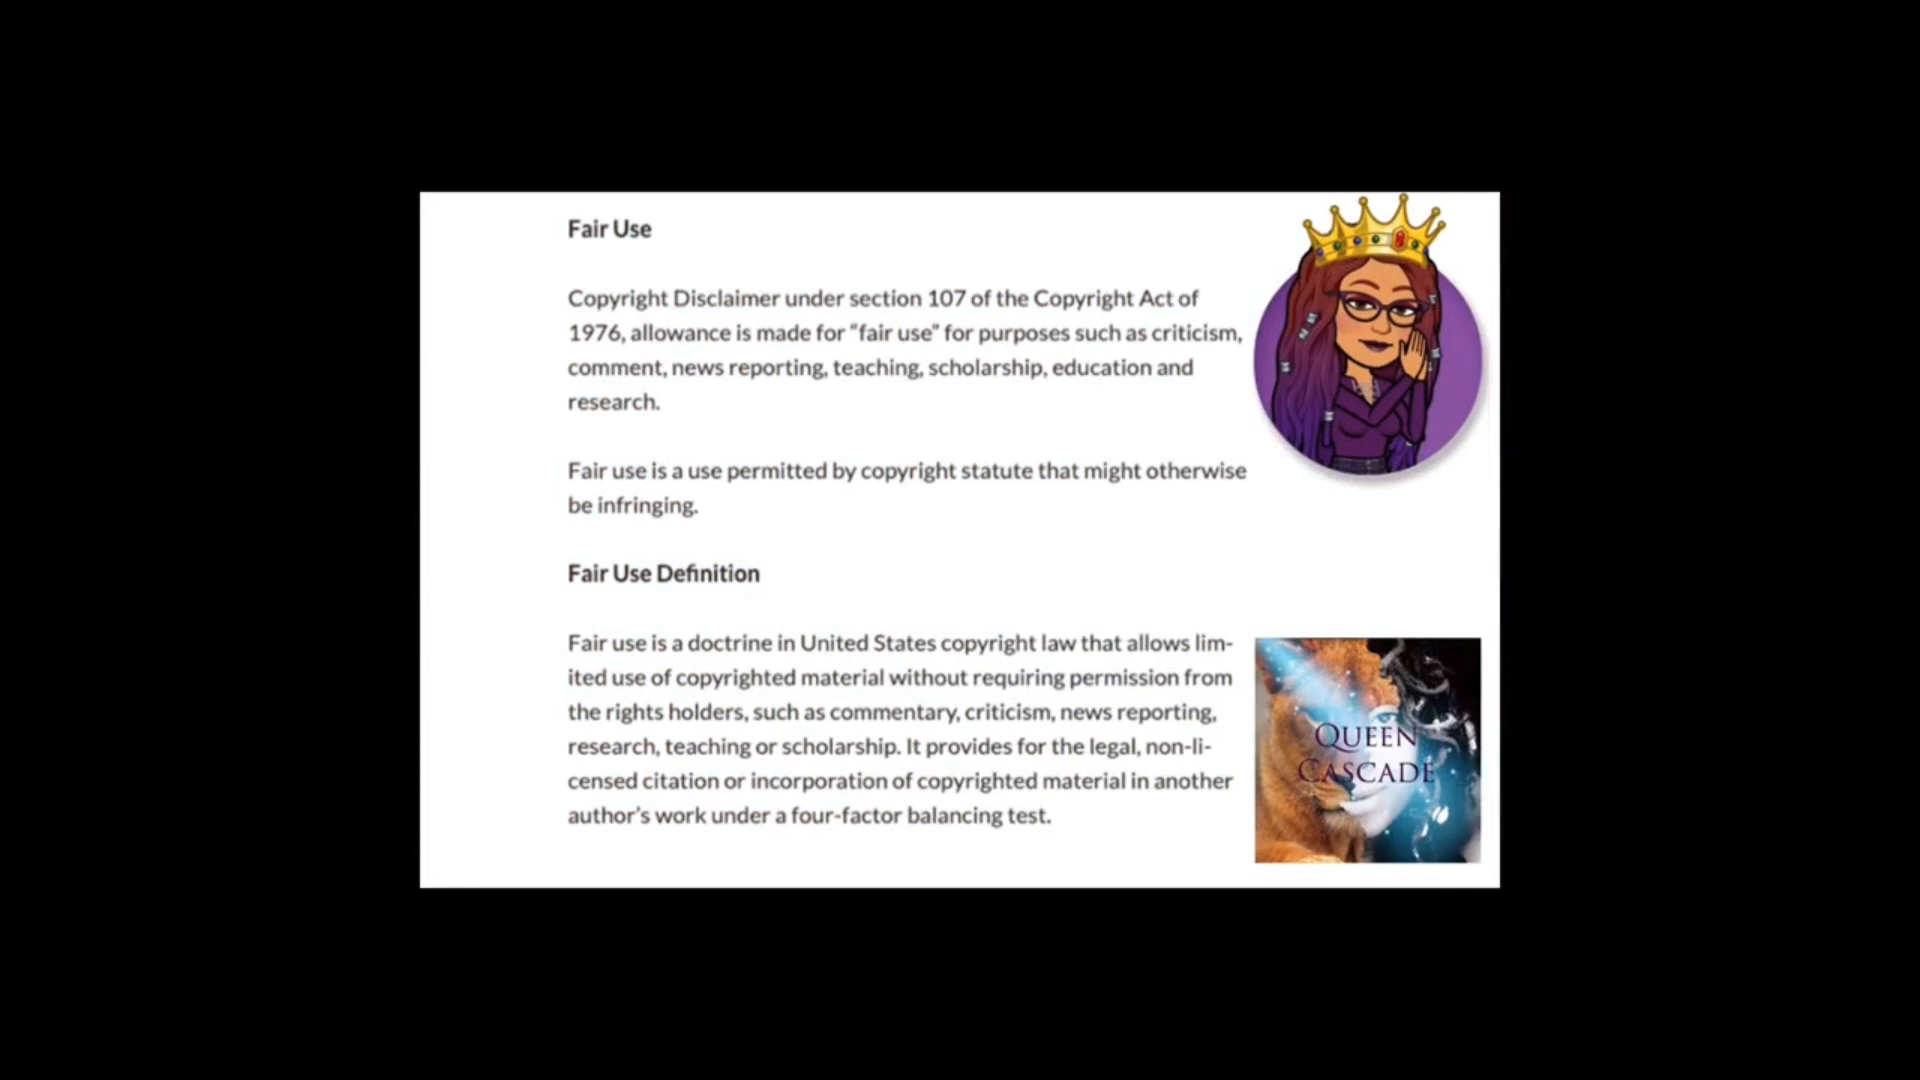 Fair Use
Copyright Disclaimer under section 107 of the Copyright Act of
1976, allowance is made for “fair use” for purposes such as criticism,
comment, news reporting, teaching, scholarship, education and
research.
Fair use is a use permitted by copyright statute that might otherwise
be infringing.
Fair Use Definition
Fair use is a doctrine in United States copyright law that allows lim-
ited use of copyrighted material without requiring permission from
the rights holders, such as commentary, criticism, news reporting,
research, teaching or scholarship. It provides for the legal, non-li-
censed citation or incorporation of copyrighted material in another
author’s work under a four-factor balancing test.
QUEEN
CASCADE